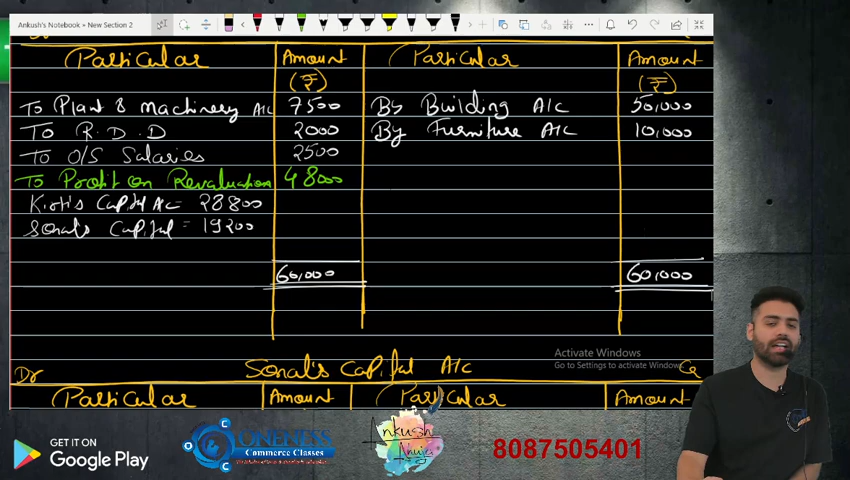 Ankush's Notebook » New Section 2
Particular Amount Particular Amount
(₹) (₹)
To Plant & Machinery A/c 7500 By Building A/c 50,000
To R.D.D 2000 By Furniture A/c 10,000
To O/S Salaries 2500
To Profit on Revaluation 48000
Kirti's Capital A/c = 28800
Sonal's Capital = 19200
60,000 60,000
Activate Windows
Go to Settings to activate Windows.
Dr Sonal's Capital A/c Cr
Particular Amount Particular Amount
GET IT ON
Google Play
ONENESS
Commerce Classes
Ankush
Ahuja
8087505401